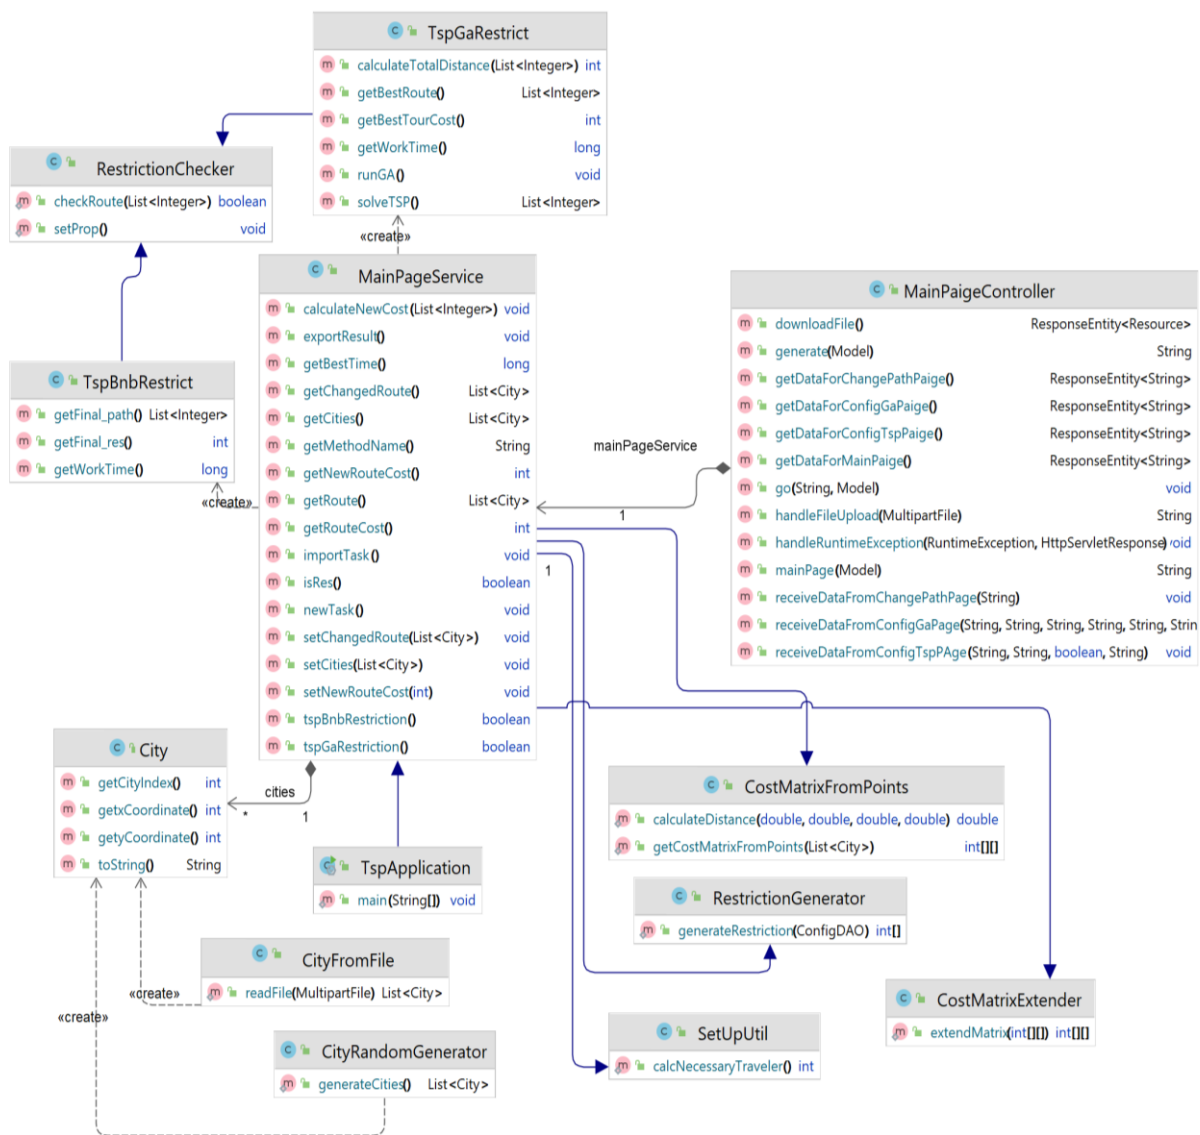 TspGaRestrict
calculateTotalDistance(List<Integer>) int
getBestRoute() List<Integer>
getBestTourCost() int
getWorkTime() long
runGA() void
solveTSP() List<Integer>
RestrictionChecker
checkRoute(List<Integer>) boolean
setProp() void
«create»
MainPageService
calculateNewCost(List<Integer>) void
exportResult() void
getBestTime() long
getChangedRoute() List<City>
getCities() List<City>
getMethodName() String
getNewRouteCost() int
getRoute() List<City>
getRouteCost() int
importTask() void
isRes() boolean
newTask() void
setChangedRoute(List<City>) void
setCities(List<City>) void
setNewRouteCost(int) void
tspBnbRestriction() boolean
tspGaRestriction() boolean
MainPaigeController
downloadFile() ResponseEntity<Resource>
generate(Model) String
getDataForChangePathPaige() ResponseEntity<String>
getDataForConfigGaPaige() ResponseEntity<String>
getDataForConfigTspPaige() ResponseEntity<String>
getDataForMainPaige() ResponseEntity<String>
go(String, Model) void
handleFileUpload(MultipartFile) String
handleRuntimeException(RuntimeException, HttpServletResponse) void
mainPage(Model) String
receiveDataFromChangePathPage(String) void
receiveDataFromConfigGaPage(String, String, String, String, String, Strin
receiveDataFromConfigTspPAge(String, String, boolean, String) void
TspBnbRestrict
getFinal_path() List<Integer>
getFinal_res() int
getWorkTime() long
«create»
mainPageService
1
1
City
getCityIndex() int
getxCoordinate() int
getyCoordinate() int
toString() String
cities
*
1
TspApplication
main(String[]) void
CostMatrixFromPoints
calculateDistance(double, double, double, double) double
getCostMatrixFromPoints(List<City>) int[][]
RestrictionGenerator
generateRestriction(ConfigDAO) int[]
CityFromFile
readFile(MultipartFile) List<City>
«create»
«create»
CostMatrixExtender
extendMatrix(int[][]) int[][]
SetUpUtil
calcNecessaryTraveler() int
CityRandomGenerator
generateCities() List<City>